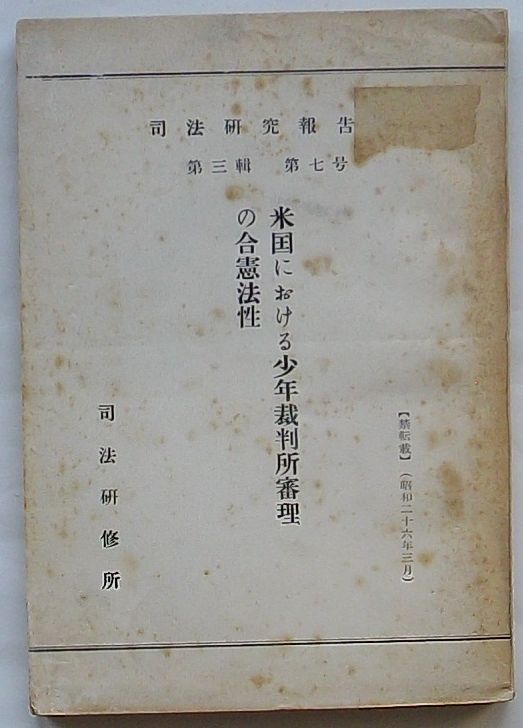 司法研究報告
第三輯 第七号
米国における少年裁判所審理
の合憲法性
【禁転載】（昭和二十六年三月）
司法研修所